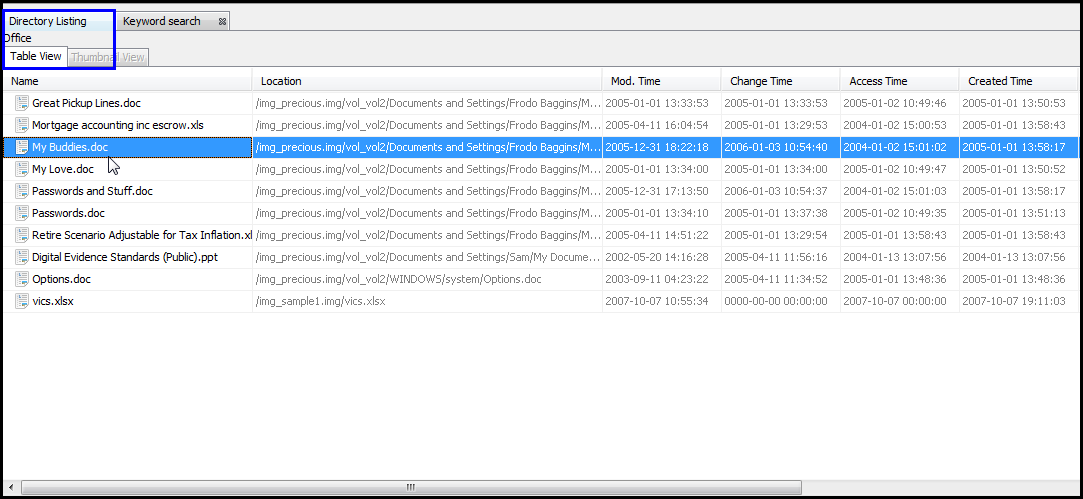 Directory Listing Keyword search
Office
Table View Thumbnail View
Name Location Mod. Time Change Time Access Time Created Time
Great Pickup Lines.doc /img_precious.img/vol_vol2/Documents and Settings/Frodo Baggins/M... 2005-01-01 13:33:53 2005-01-01 13:33:53 2005-01-02 10:49:46 2005-01-01 13:50:53
Mortgage accounting inc escrow.xls /img_precious.img/vol_vol2/Documents and Settings/Frodo Baggins/M... 2005-04-11 16:04:54 2005-01-01 13:29:53 2004-01-02 15:00:53 2005-01-01 13:58:43
My Buddies.doc /img_precious.img/vol_vol2/Documents and Settings/Frodo Baggins/M... 2005-12-31 18:22:18 2006-01-03 10:54:40 2004-01-02 15:01:02 2005-01-01 13:58:17
My Love.doc /img_precious.img/vol_vol2/Documents and Settings/Frodo Baggins/M... 2005-01-01 13:34:00 2005-01-01 13:34:00 2005-01-02 10:49:47 2005-01-01 13:50:52
Passwords and Stuff.doc /img_precious.img/vol_vol2/Documents and Settings/Frodo Baggins/M... 2005-12-31 17:13:50 2006-01-03 10:54:37 2004-01-02 15:01:03 2005-01-01 13:58:17
Passwords.doc /img_precious.img/vol_vol2/Documents and Settings/Frodo Baggins/M... 2005-01-01 13:34:10 2005-01-01 13:37:38 2005-01-02 10:49:35 2005-01-01 13:51:13
Retire Scenario Adjustable for Tax Inflation.xl /img_precious.img/vol_vol2/Documents and Settings/Frodo Baggins/M... 2005-04-11 14:51:22 2005-01-01 13:29:54 2004-01-02 15:00:53 2005-01-01 13:58:43
Digital Evidence Standards (Public).ppt /img_precious.img/vol_vol2/Documents and Settings/Sam/My Docume... 2002-05-20 14:16:28 2005-04-11 11:56:16 2004-01-13 13:07:56 2004-01-13 13:07:56
Options.doc /img_precious.img/vol_vol2/WINDOWS/system/Options.doc 2003-09-11 04:23:22 2005-04-11 11:34:52 2005-01-01 13:48:36 2005-01-01 13:48:36
vics.xlsx /img_sample1.img/vics.xlsx 2007-10-07 10:55:34 0000-00-00 00:00:00 2007-10-07 00:00:00 2007-10-07 19:11:03